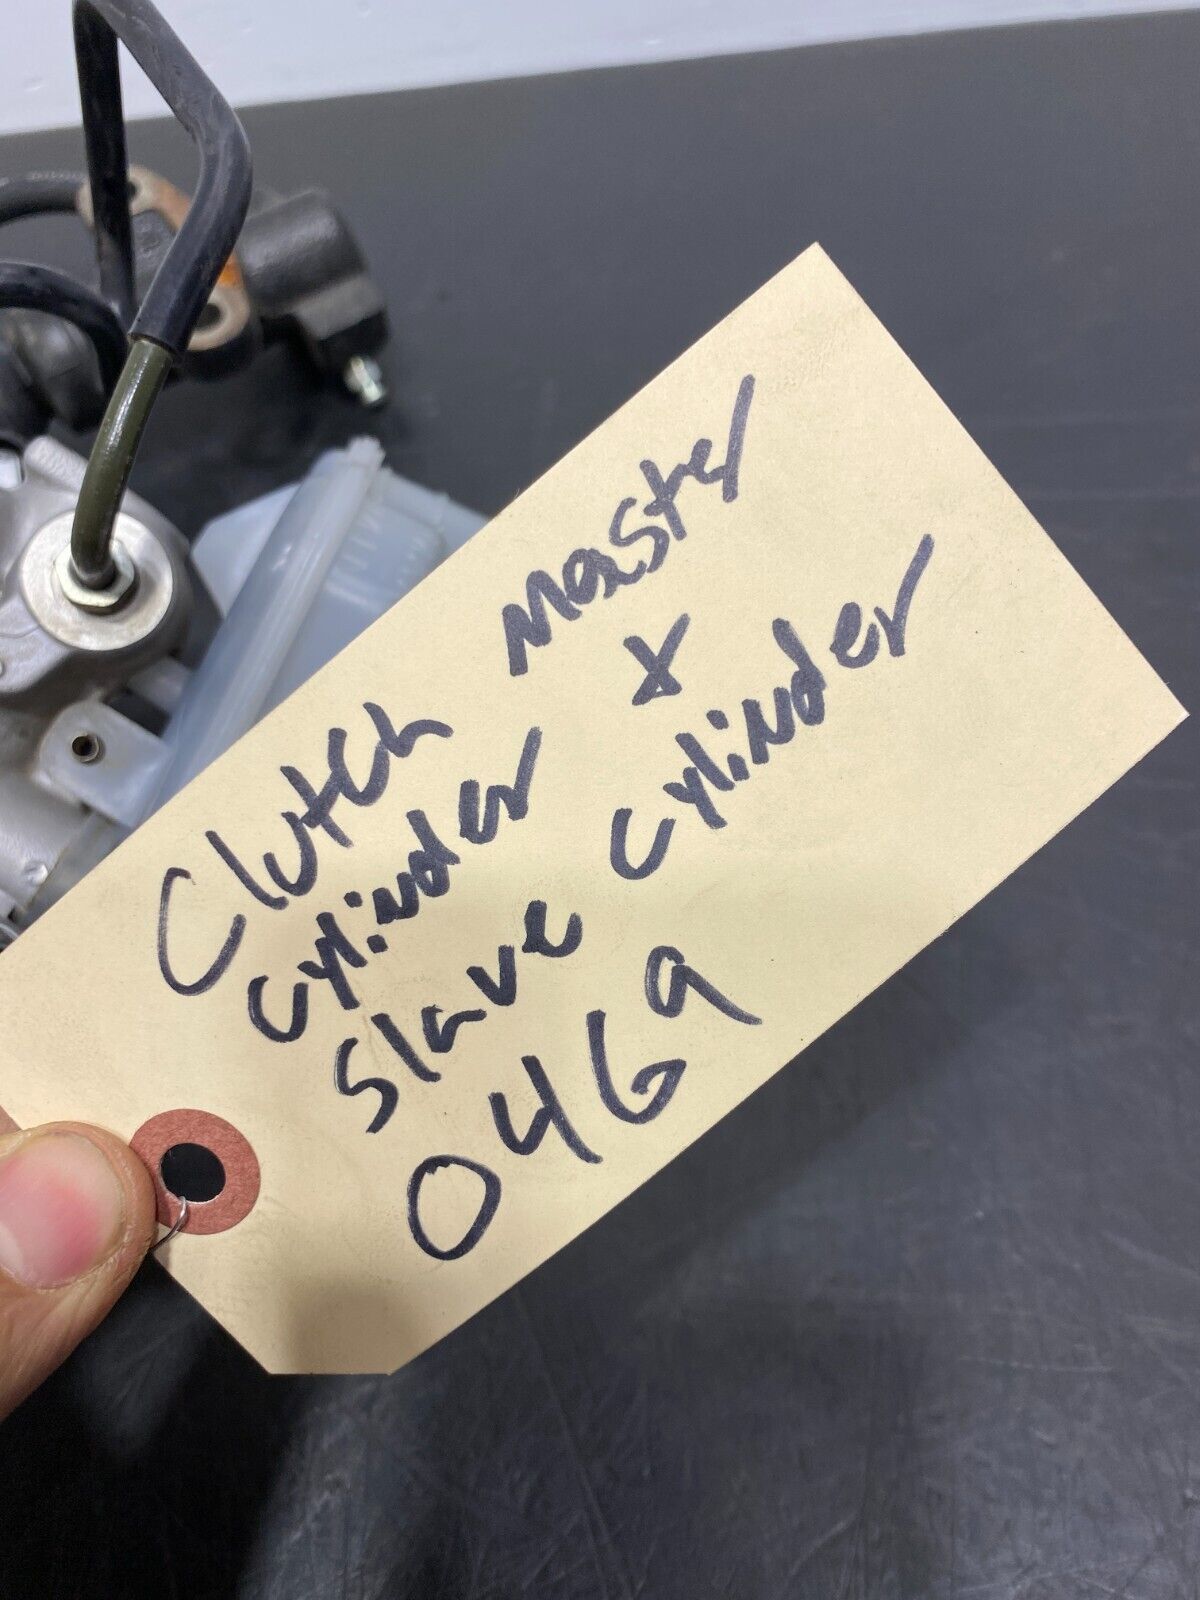 Clutch Master
Cylinder +
Slave Cylinder
0469